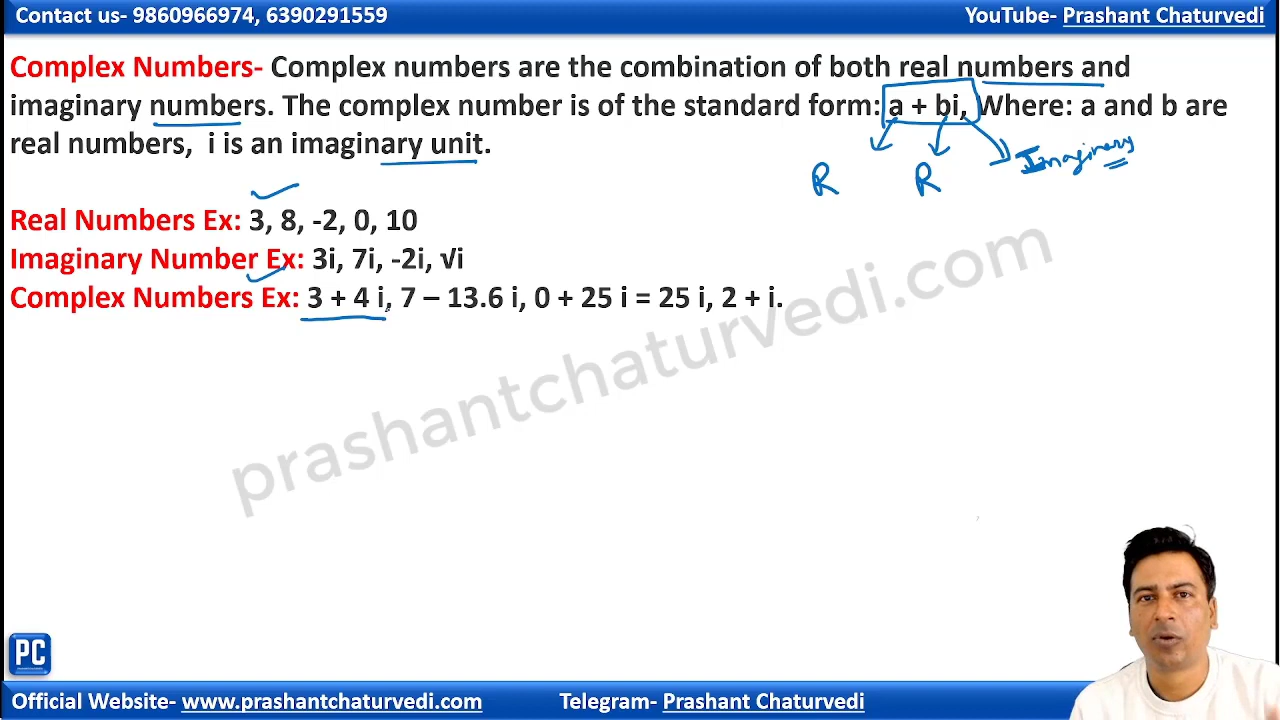 Contact us- 9860966974, 6390291559
YouTube- Prashant Chaturvedi
Complex Numbers- Complex numbers are the combination of both real numbers and
imaginary numbers. The complex number is of the standard form: a + bi, Where: a and b are
real numbers, i is an imaginary unit.
R R Imaginary
Real Numbers Ex: 3, 8, -2, 0, 10
Imaginary Number Ex: 3i, 7i, -2i, √i
Complex Numbers Ex: 3 + 4 i, 7 – 13.6 i, 0 + 25 i = 25 i, 2 + i.
prashantchaturvedi.com
PC
Official Website- www.prashantchaturvedi.com
Telegram- Prashant Chaturvedi